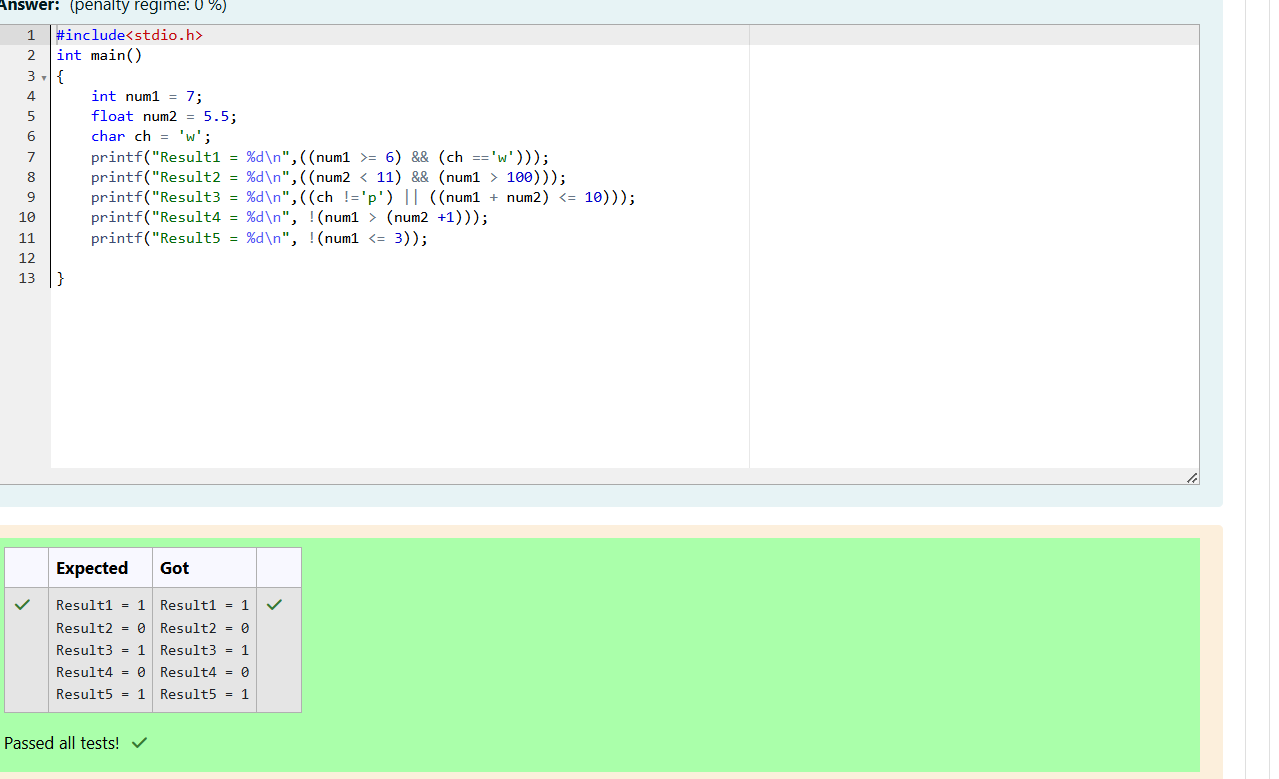 Answer: (penalty regime: 0 %)
1 #include<stdio.h>
2 int main()
3 {
4     int num1 = 7;
5     float num2 = 5.5;
6     char ch = 'w';
7     printf("Result1 = %d\n",((num1 >= 6) && (ch =='w')));
8     printf("Result2 = %d\n",((num2 < 11) && (num1 > 100)));
9     printf("Result3 = %d\n",((ch !='p') || ((num1 + num2) <= 10)));
10     printf("Result4 = %d\n", !(num1 > (num2 +1)));
11     printf("Result5 = %d\n", !(num1 <= 3));
12
13 }
Expected Got
Result1 = 1 Result1 = 1
Result2 = 0 Result2 = 0
Result3 = 1 Result3 = 1
Result4 = 0 Result4 = 0
Result5 = 1 Result5 = 1
Passed all tests!